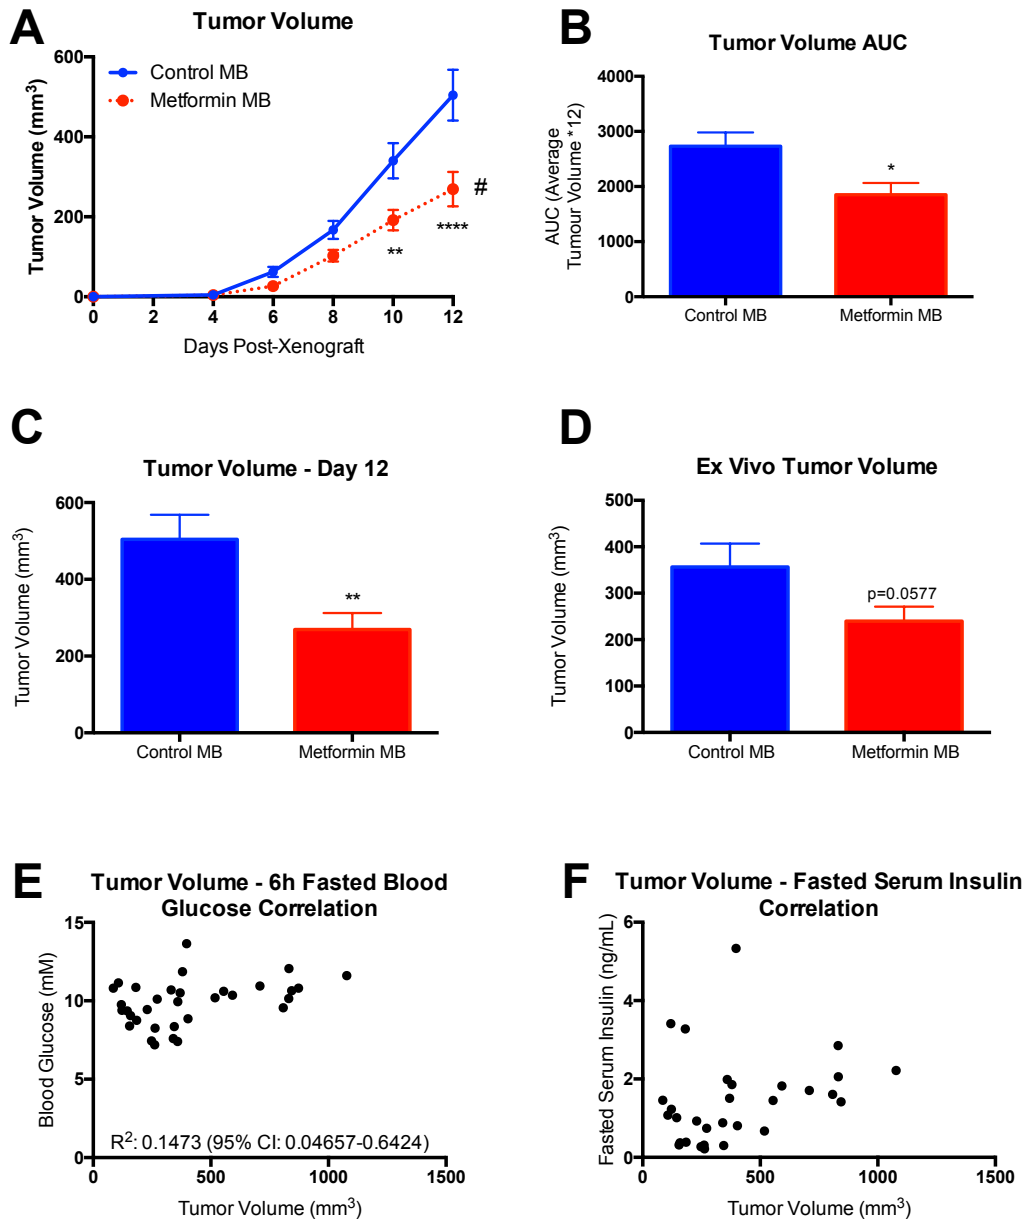 A
Tumor Volume
Tumor Volume (mm³)
600
400
200
0
Control MB
Metformin MB
#
**
****
0 2 4 6 8 10 12
Days Post-Xenograft
B
Tumor Volume AUC
AUC (Average
Tumour Volume *12)
4000
3000
2000
1000
0
*
Control MB Metformin MB
C
Tumor Volume - Day 12
Tumor Volume (mm³)
600
400
200
0
**
Control MB Metformin MB
D
Ex Vivo Tumor Volume
Tumor Volume (mm³)
500
400
300
200
100
0
p=0.0577
Control MB Metformin MB
E
Tumor Volume - 6h Fasted Blood
Glucose Correlation
Blood Glucose (mM)
15
10
5
0
R²: 0.1473 (95% CI: 0.04657-0.6424)
0 500 1000 1500
Tumor Volume (mm³)
F
Tumor Volume - Fasted Serum Insulin
Correlation
Fasted Serum Insulin (ng/mL)
6
4
2
0
0 500 1000 1500
Tumor Volume (mm³)